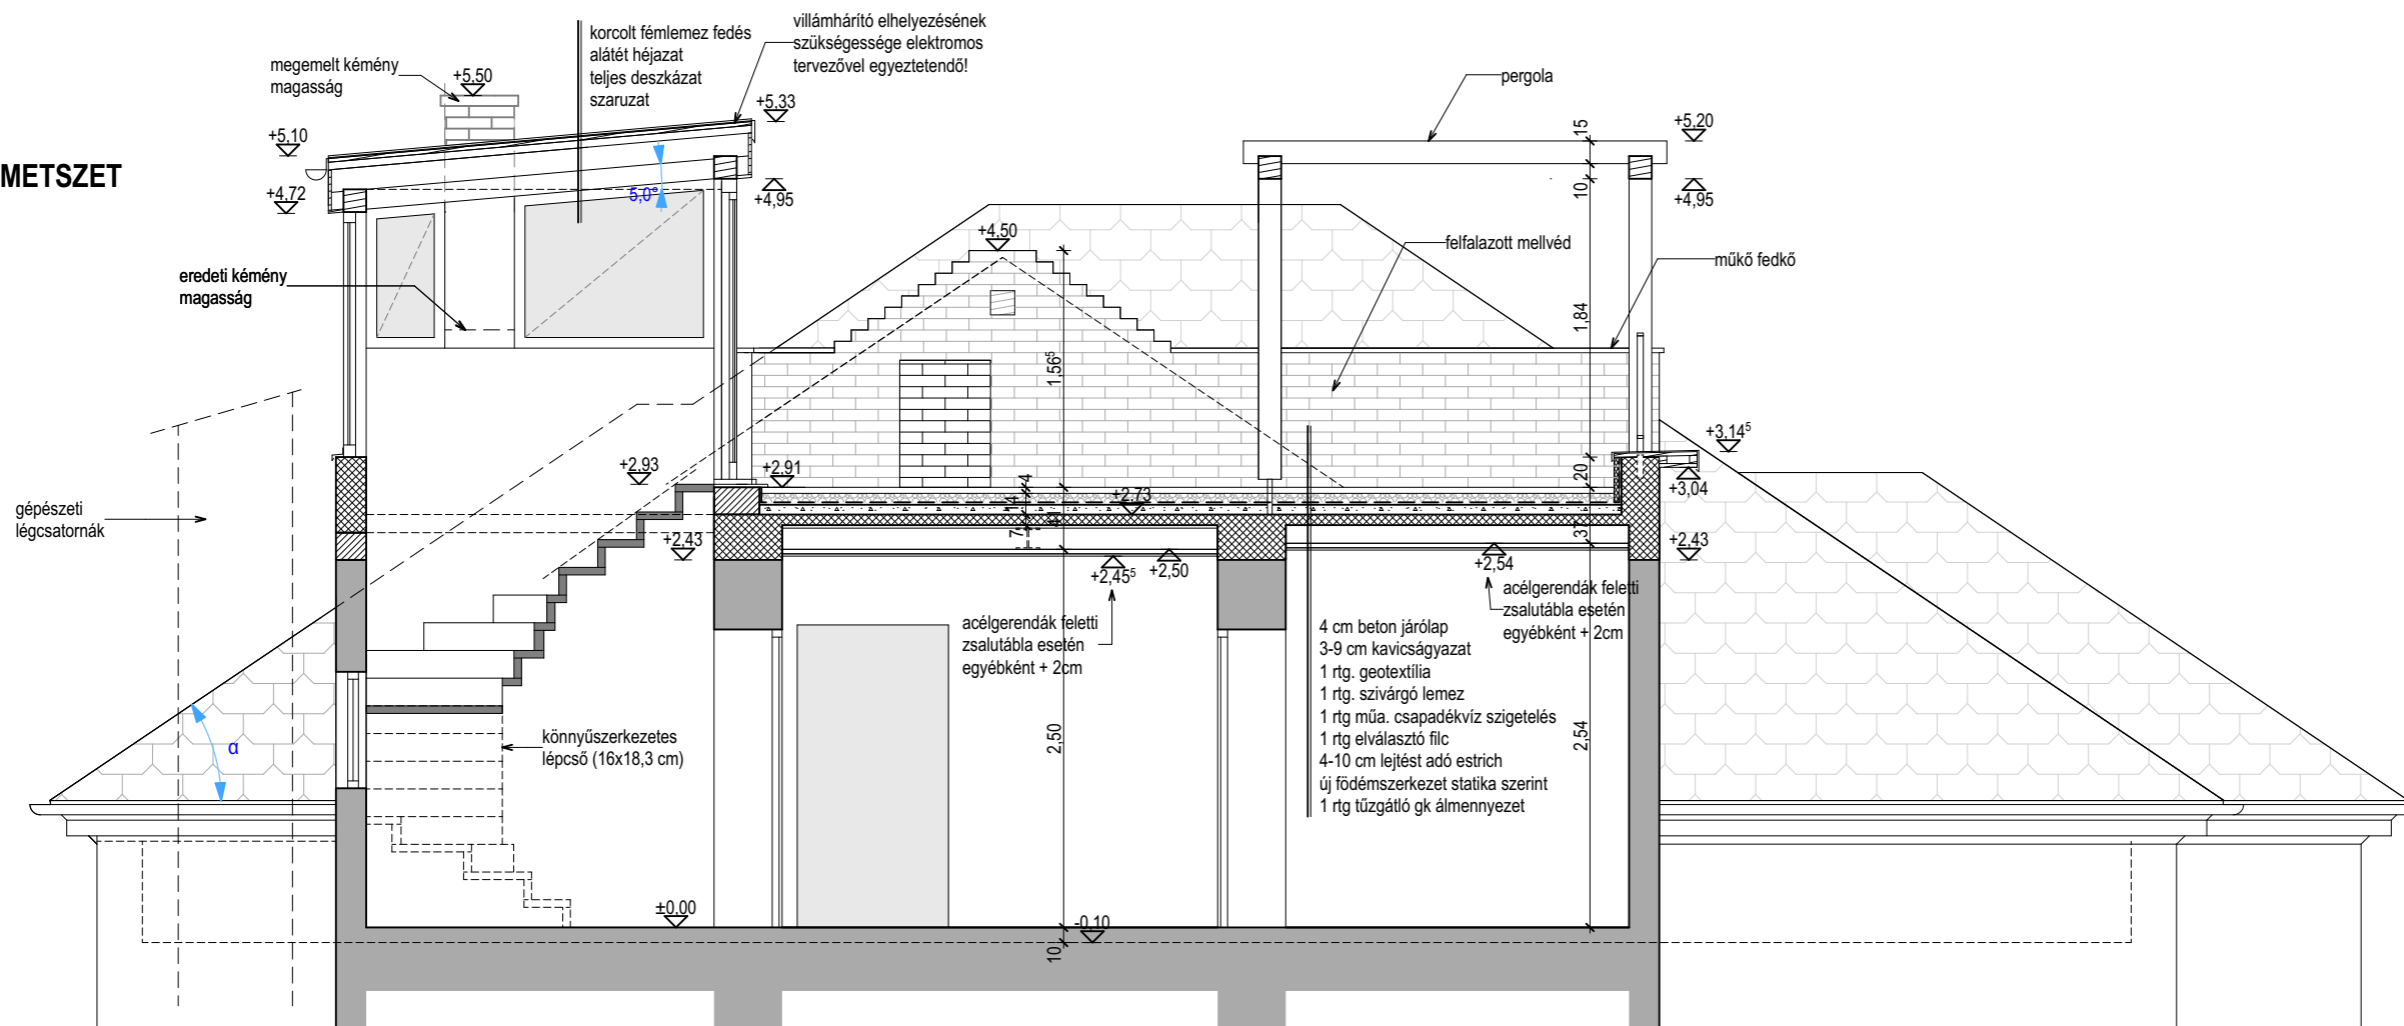 METSZET
megemelt kémény
magasság
+5,50
korcolt fémlemez fedés
alátét héjazat
teljes deszkázat
szaruzat
villámhárító elhelyezésének
szükségessége elektromos
tervezővel egyeztetendő!
+5,33
+5,10
+4,72
5,0°
+4,95
pergola
15
+5,20
10
+4,95
eredeti kémény
magasság
+4,50
felfalazott mellvéd
műkő fedkő
1,84
1,56⁵
gépészeti
légcsatornák
+2,93
+2,91
4
14
41
7
+2,73
+3,14⁵
20
+3,04
37
+2,43
+2,43
+2,45⁵
+2,50
+2,54
acélgerendák feletti
zsalutábla esetén
egyébként + 2cm
acélgerendák feletti
zsalutábla esetén
egyébként + 2cm
4 cm beton járólap
3-9 cm kavicságyazat
1 rtg. geotextília
1 rtg. szivárgó lemez
1 rtg műa. csapadékvíz szigetelés
1 rtg elválasztó filc
4-10 cm lejtést adó estrich
új födémszerkezet statika szerint
1 rtg tűzgátló gk álmennyezet
α
könnyűszerkezetes
lépcső (16x18,3 cm)
2,50
2,54
±0,00
-0,10
10